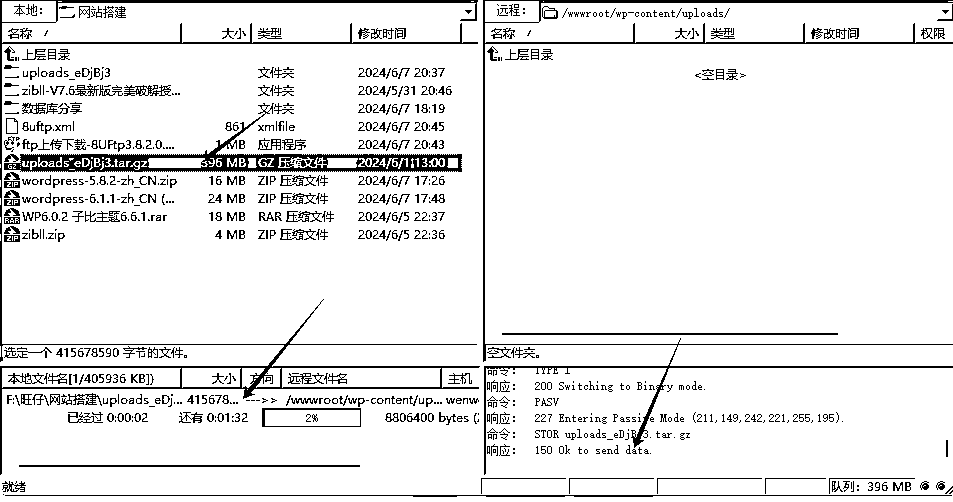 本地: 网站搭建
名称 / 大小 类型 修改时间
上层目录
uploads_eDjBj3 文件夹 2024/6/7 20:37
zibll-V7.6最新版完美破解授... 文件夹 2024/5/31 20:46
数据库分享 文件夹 2024/6/7 18:19
8uftp.xml 861 xmlfile 2024/6/7 20:45
ftp上传下载-8UFtp3.8.2.0.... 1 MB 应用程序 2024/6/7 20:43
uploads_eDjBj3.tar.gz 396 MB GZ 压缩文件 2024/6/1 13:00
wordpress-5.8.2-zh_CN.zip 16 MB ZIP 压缩文件 2024/6/7 17:26
wordpress-6.1.1-zh_CN (... 24 MB ZIP 压缩文件 2024/6/7 17:48
WP6.0.2 子比主题6.6.1.rar 18 MB RAR 压缩文件 2024/6/5 22:37
zibll.zip 4 MB ZIP 压缩文件 2024/6/5 22:36
选定一个 415678590 字节的文件。
远程: /wwwroot/wp-content/uploads/
名称 / 大小 类型 修改时间 权限
上层目录
<空目录>
空文件夹。
本地文件名[1/405936 KB]} 大小 方向 远程文件名 主机
F:\旺仔\网站搭建\uploads_eDj... 415678... --->> /wwwroot/wp-content/up... wenw
已经过 0:00:02 还有 0:01:32 2% 8806400 bytes (2
命令: TYPE I
响应: 200 Switching to Binary mode.
命令: PASV
响应: 227 Entering Passive Mode (211,149,242,221,255,195).
命令: STOR uploads_eDjBj3.tar.gz
响应: 150 Ok to send data.
就绪
队列: 396 MB